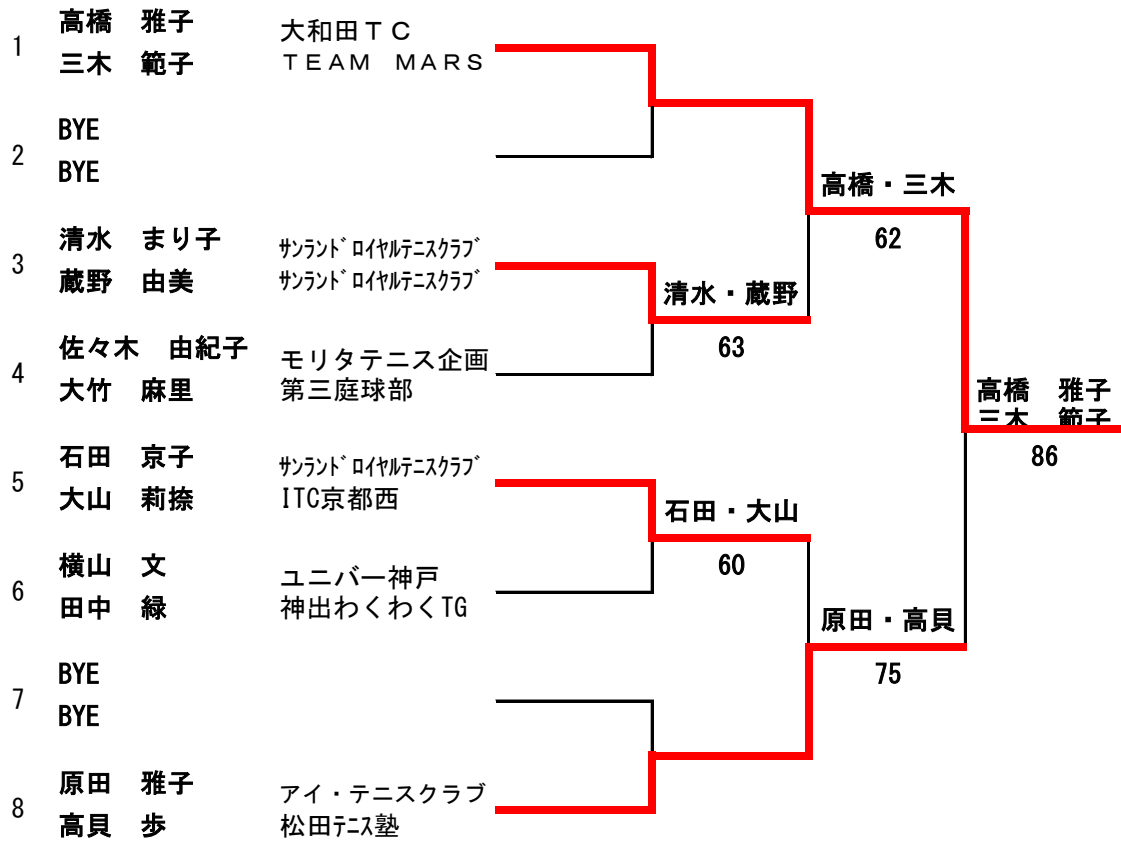 1
高橋　雅子
三木　範子
大和田ＴＣ
ＴＥＡＭ　ＭＡＲＳ
2
BYE
BYE
3
清水　まり子
蔵野　由美
ｻﾝﾗﾝﾄﾞﾛｲﾔﾙﾃﾆｽｸﾗﾌﾞ
ｻﾝﾗﾝﾄﾞﾛｲﾔﾙﾃﾆｽｸﾗﾌﾞ
4
佐々木　由紀子
大竹　麻里
モリタテニス企画
第三庭球部
5
石田　京子
大山　莉捺
ｻﾝﾗﾝﾄﾞﾛｲﾔﾙﾃﾆｽｸﾗﾌﾞ
ITC京都西
6
横山　文
田中　緑
ユニバー神戸
神出わくわくTG
7
BYE
BYE
8
原田　雅子
高貝　歩
アイ・テニスクラブ
松田ﾃﾆｽ塾
清水・蔵野
63
石田・大山
60
高橋・三木
62
原田・高貝
75
高橋　雅子
三木　範子
86